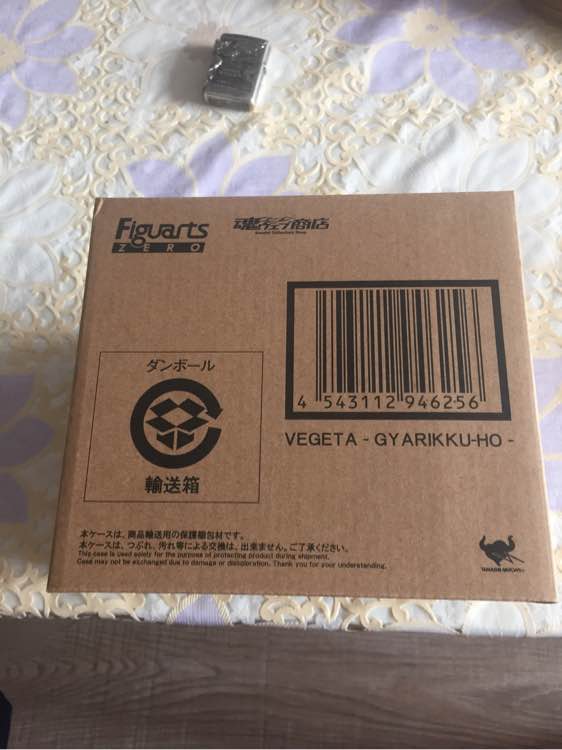 Figuarts
ZERO
魂ウェブ商店
ダンボール
輸送箱
4 543112 946256
VEGETA - GYARIKKU-HO -
本ケースは、商品輸送用の保護梱包材です。
本ケースは、つぶれ、汚れ等による交換は、出来ません。ご了承ください。
This case is used solely for the purpose of protecting product during shipment.
Case may not be exchanged due to damage or disioloration. Thank you for your understanding.
TAMASHII NATIONS